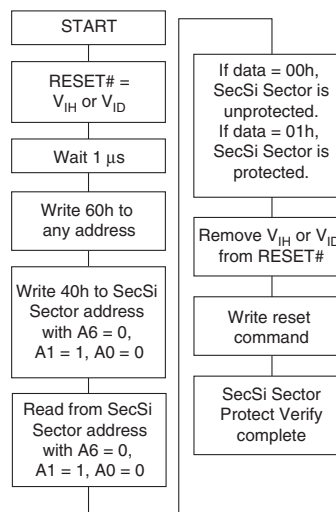 START
RESET# =
VIH or VID
Wait 1 μs
Write 60h to
any address
Write 40h to SecSi
Sector address
with A6 = 0,
A1 = 1, A0 = 0
Read from SecSi
Sector address
with A6 = 0,
A1 = 1, A0 = 0
If data = 00h,
SecSi Sector is
unprotected.
If data = 01h,
SecSi Sector is
protected.
Remove VIH or VID
from RESET#
Write reset
command
SecSi Sector
Protect Verify
complete